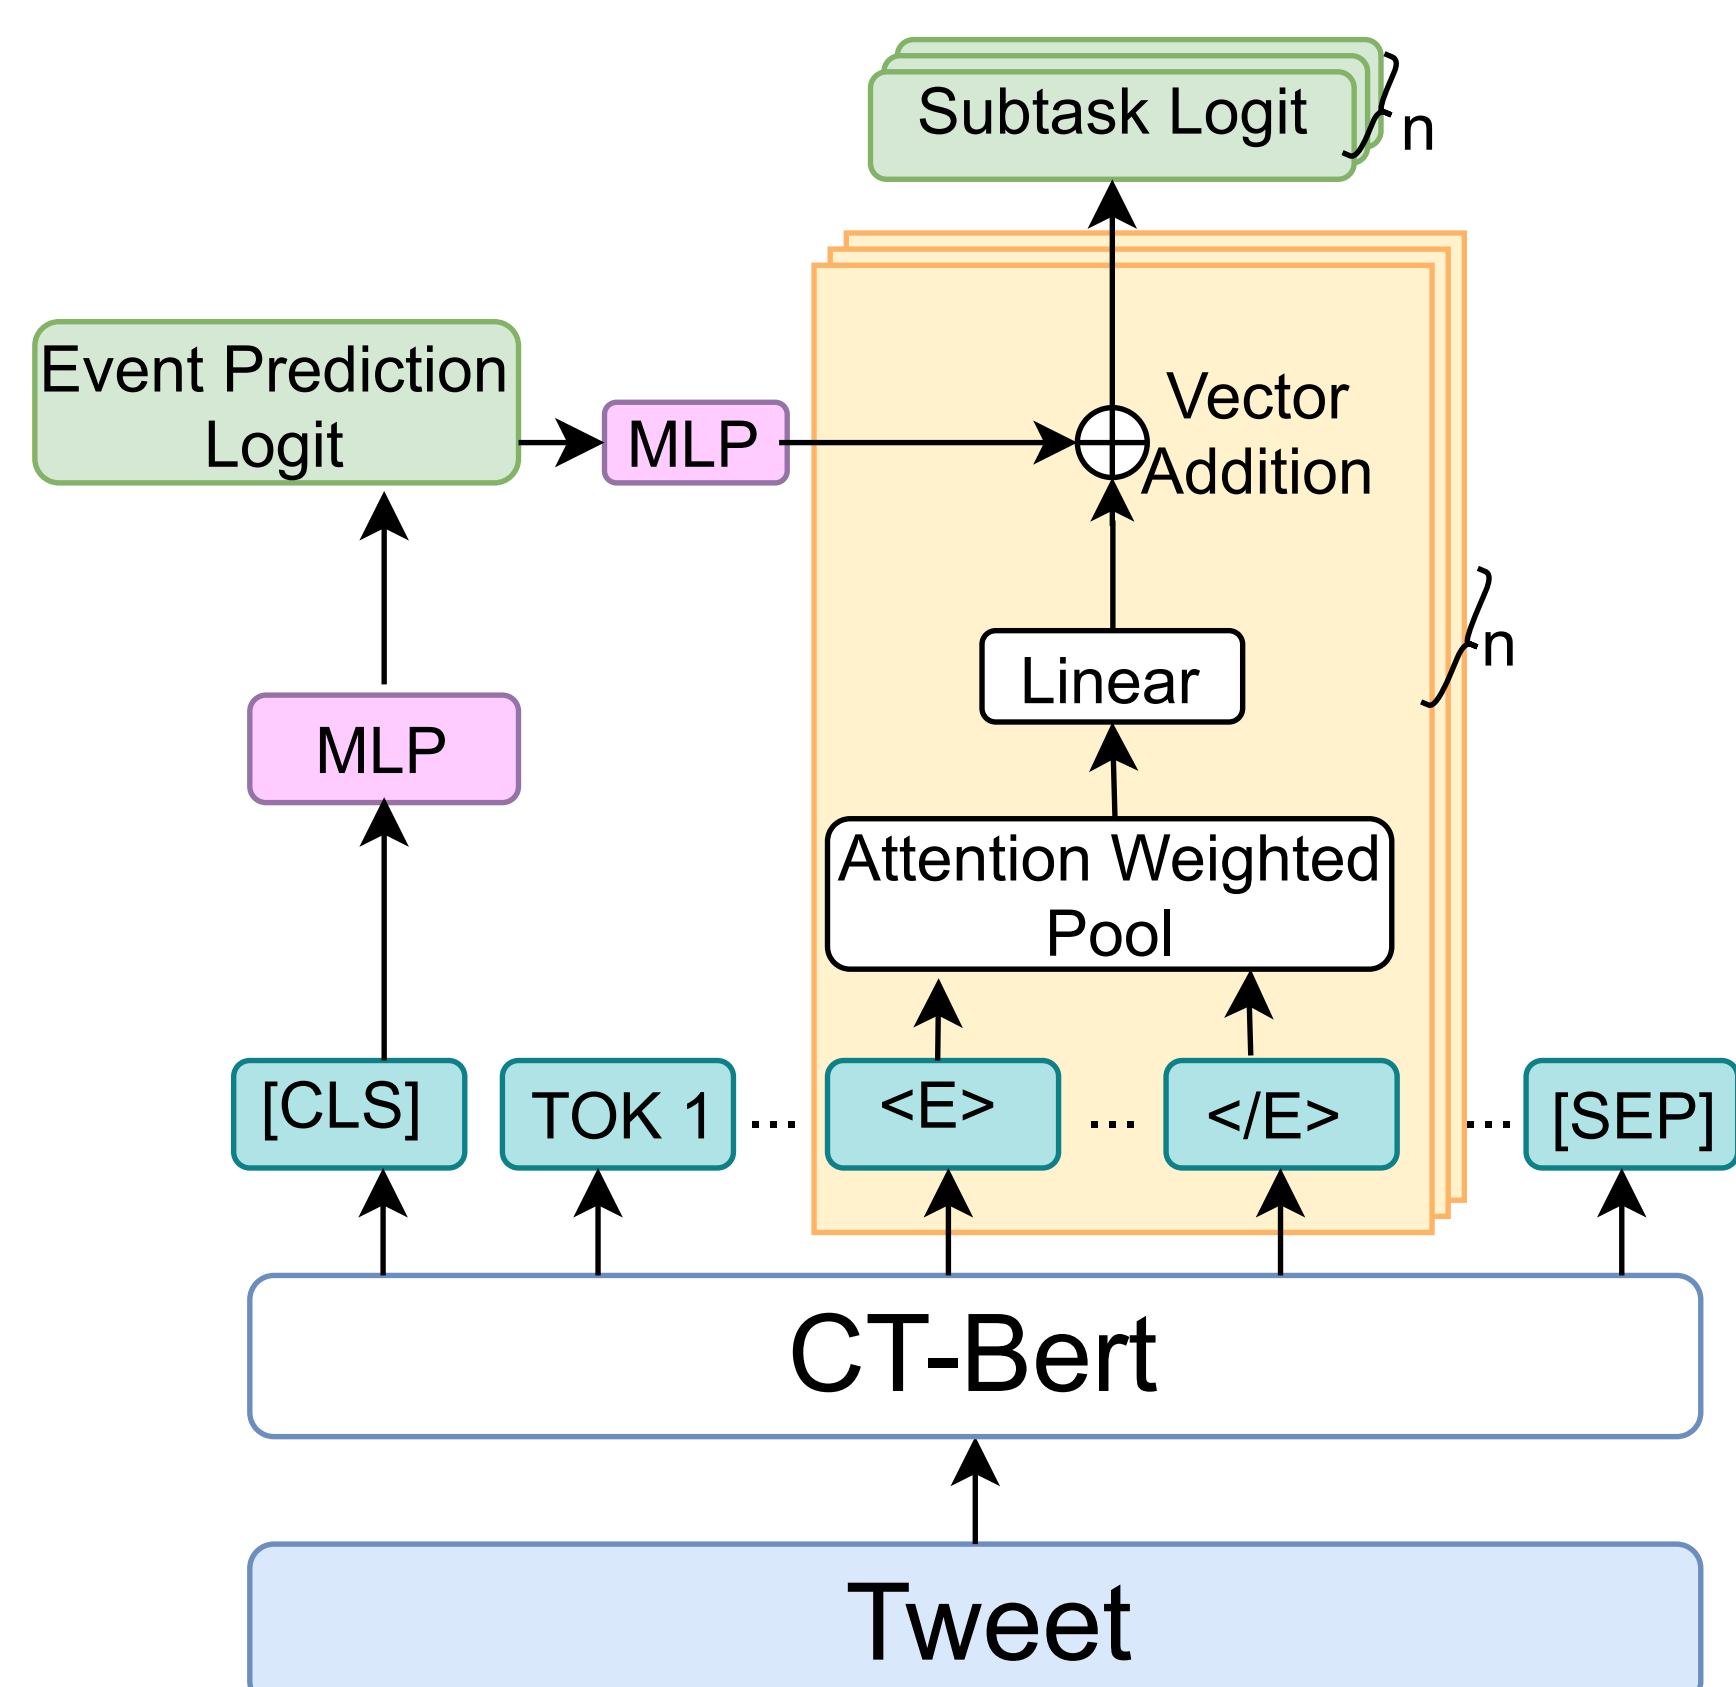 Subtask Logit
n
Event Prediction
Logit
MLP
Vector
Addition
Linear
n
MLP
Attention Weighted
Pool
[CLS]
TOK 1
...
<E>
...
</E>
...
[SEP]
CT-Bert
Tweet